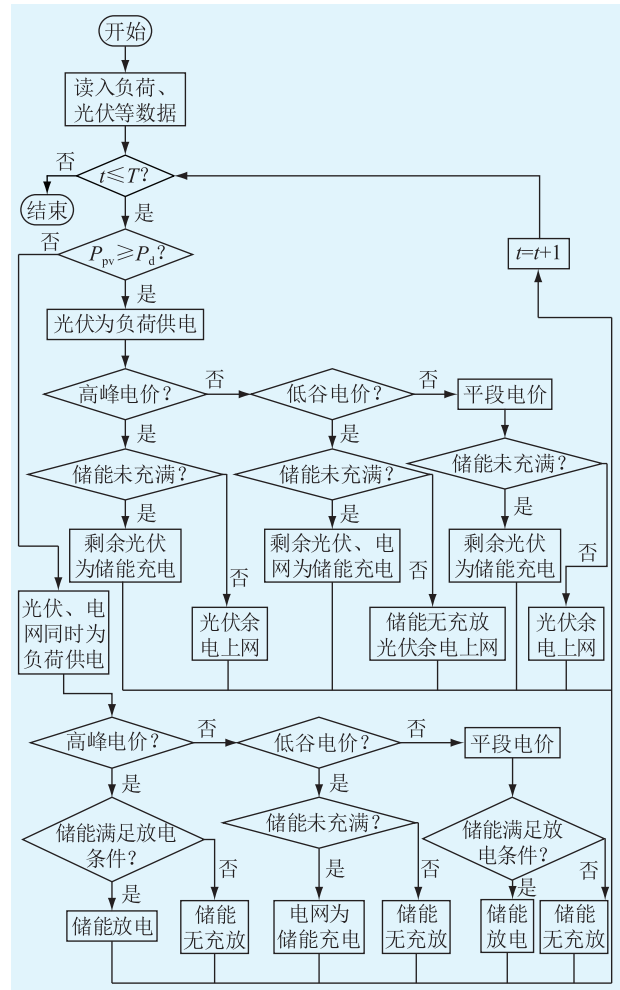 开始
读入负荷、
光伏等数据
否
t≤T?
结束
是
否
P_pv≥P_d?
t=t+1
是
光伏为负荷供电
高峰电价?
否
低谷电价?
否
平段电价
是
是
储能未充满?
储能未充满?
储能未充满?
是
是
是
剩余光伏
为储能充电
剩余光伏、电
网为储能充电
剩余光伏
为储能充电
否
否
否
光伏、电
网同时为
负荷供电
光伏余
电上网
储能无充放
光伏余电上网
光伏余
电上网
高峰电价?
否
低谷电价?
否
平段电价
是
是
储能满足放电
条件?
储能未充满?
储能满足放
电条件?
否
是
否
否
是
是
储能放电
储能
无充放
电网为
储能充电
储能
无充放
储能
放电
储能
无充放